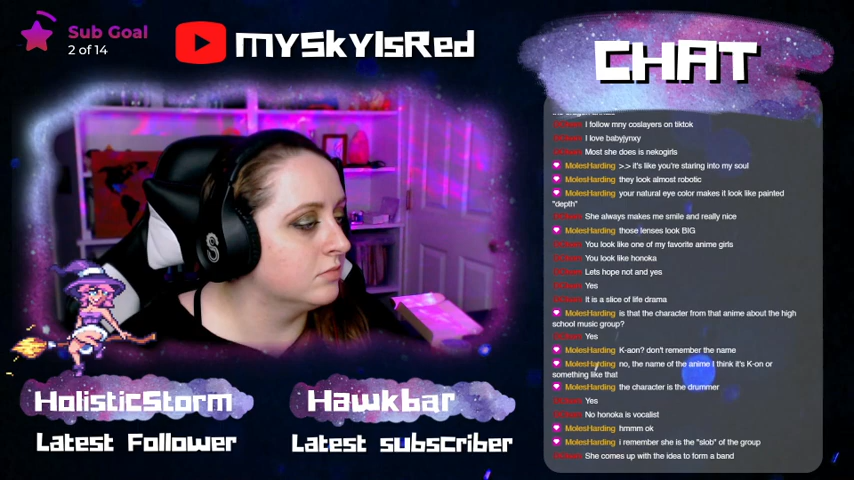 Sub Goal
2 of 14
MYSkYIsRed
CHAT
I follow mny coslayers on tiktok
I love babyjynxy
Most she does is nekogirls
MolesHarding >.> it's like you're staring into my soul
MolesHarding they look almost robotic
MolesHarding your natural eye color makes it look like painted
"depth"
She always makes me smile and really nice
MolesHarding those lenses look BIG
You look like one of my favorite anime girls
You look like honoka
Lets hope not and yes
Yes
It is a slice of life drama
MolesHarding is that the character from that anime about the high
school music group?
Yes
MolesHarding K-aon? don't remember the name
MolesHarding no, the name of the anime I think it's K-on or
something like that
MolesHarding the character is the drummer
Yes
No honoka is vocalist
MolesHarding hmmm ok
MolesHarding i remember she is the "slob" of the group
She comes up with the idea to form a band
HolisticStorm
Latest Follower
Hawkbar
Latest subscriber